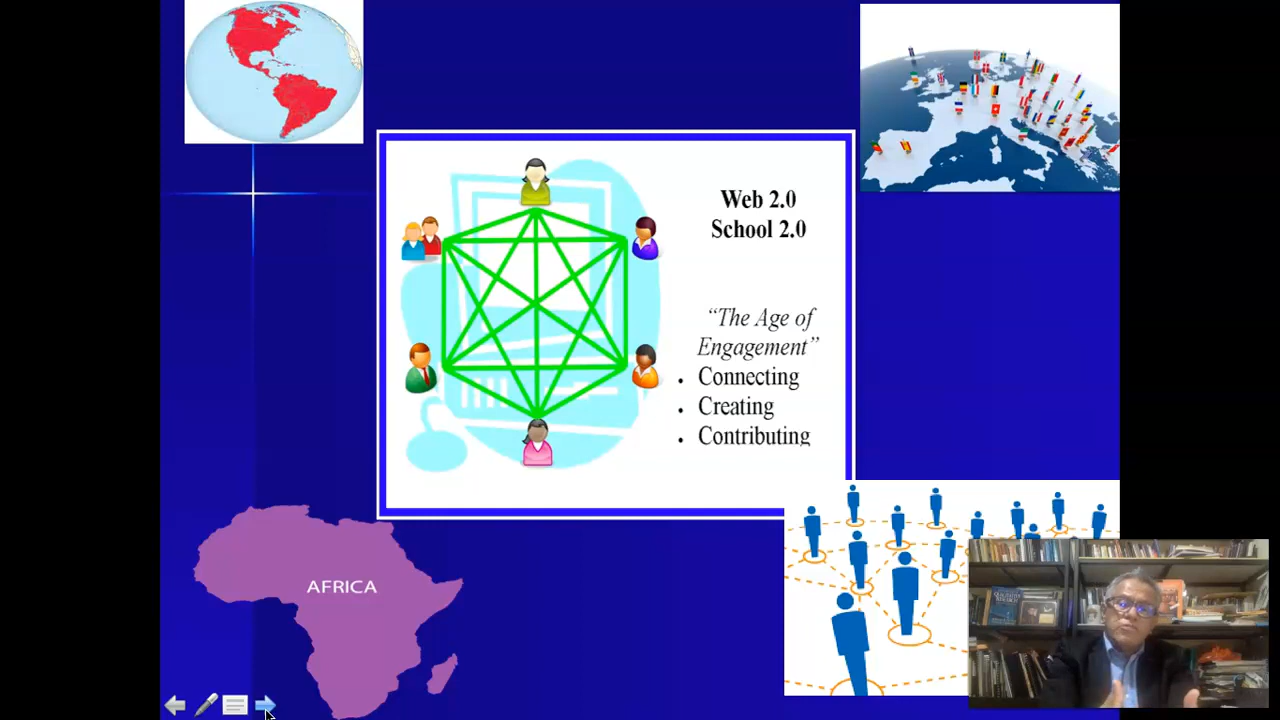 Web 2.0
School 2.0
“The Age of
Engagement”
• Connecting
• Creating
• Contributing
AFRICA